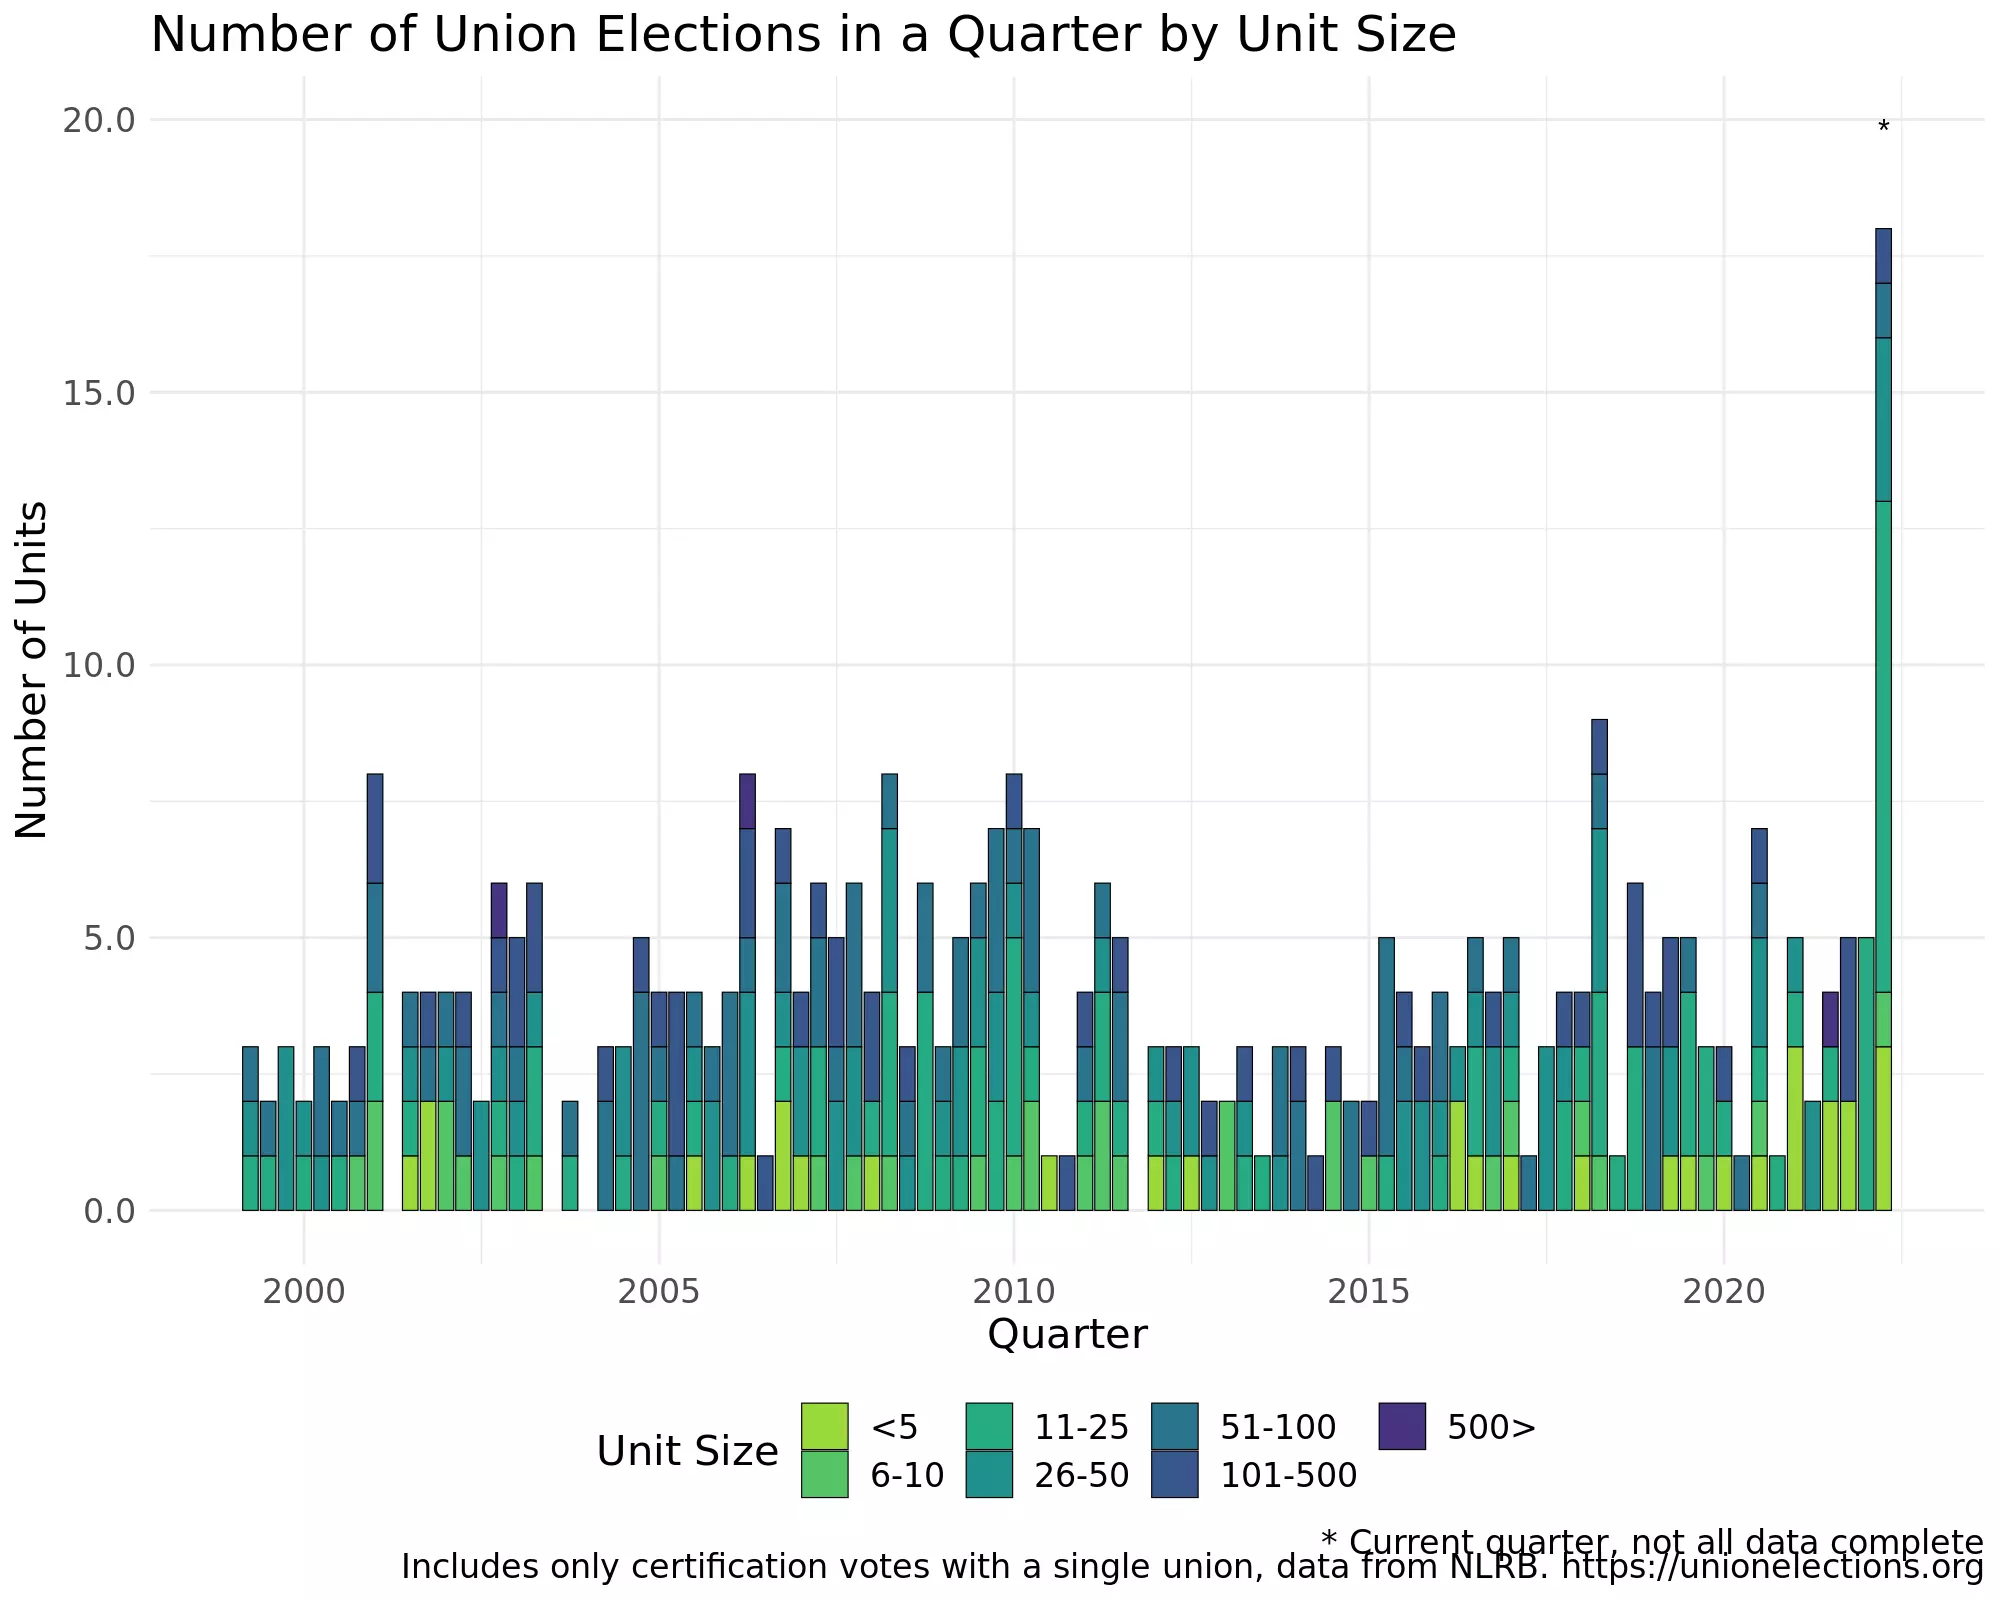 Number of Union Elections in a Quarter by Unit Size
20.0
*
15.0
10.0
5.0
0.0
Number of Units
2000 2005 2010 2015 2020
Quarter
Unit Size
<5 11-25 51-100 500>
6-10 26-50 101-500
* Current quarter, not all data complete
Includes only certification votes with a single union, data from NLRB. https://unionelections.org